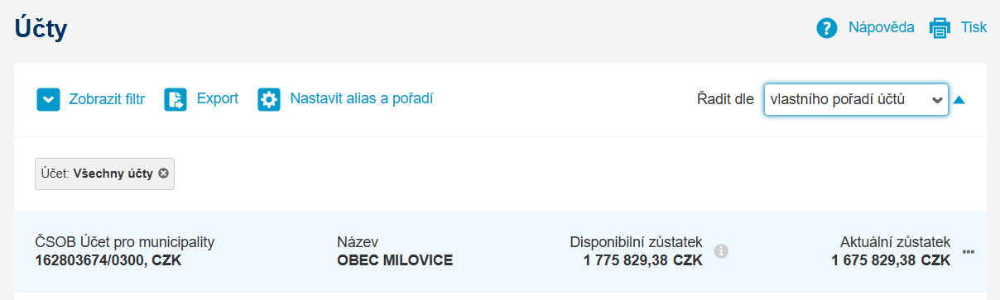 Účty
Nápověda
Tisk
Zobrazit filtr
Export
Nastavit alias a pořadí
Řadit dle
vlastního pořadí účtů
Účet: Všechny účty
ČSOB Účet pro municipality
162803674/0300, CZK
Název
OBEC MILOVICE
Disponibilní zůstatek
1 775 829,38 CZK
Aktuální zůstatek
1 675 829,38 CZK